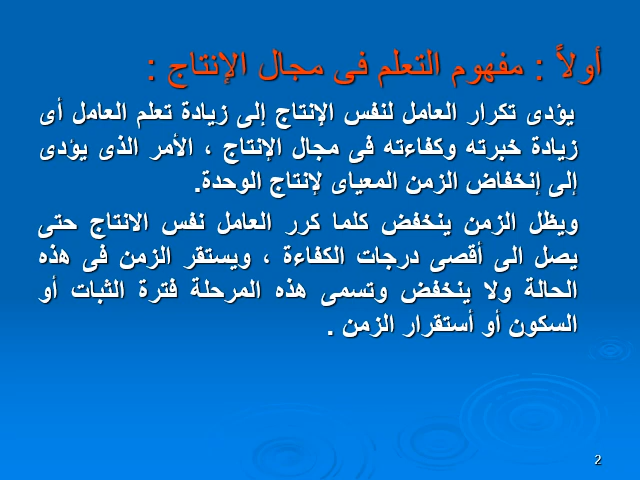 أولاً : مفهوم التعلم فى مجال الإنتاج :
يؤدى تكرار العامل لنفس الإنتاج إلى زيادة تعلم العامل أى
زيادة خبرته وكفاءته فى مجال الإنتاج ، الأمر الذى يؤدى
إلى إنخفاض الزمن المعياى لإنتاج الوحدة.
ويظل الزمن ينخفض كلما كرر العامل نفس الانتاج حتى
يصل الى أقصى درجات الكفاءة ، ويستقر الزمن فى هذه
الحالة ولا ينخفض وتسمى هذه المرحلة فترة الثبات أو
السكون أو أستقرار الزمن .
2